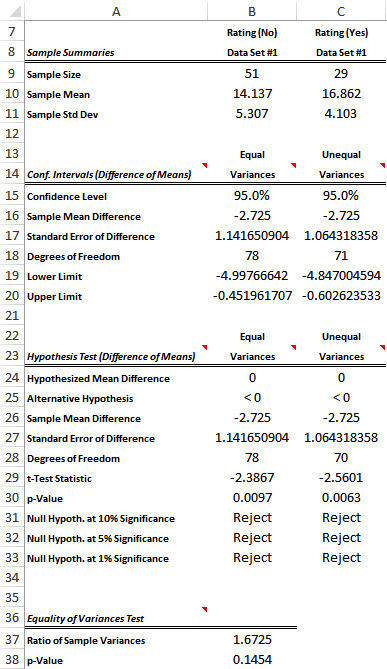 A B C
7 Rating (No) Rating (Yes)
8 Sample Summaries Data Set #1 Data Set #1
9 Sample Size 51 29
10 Sample Mean 14.137 16.862
11 Sample Std Dev 5.307 4.103
12
13 Equal Unequal
14 Conf. Intervals (Difference of Means) Variances Variances
15 Confidence Level 95.0% 95.0%
16 Sample Mean Difference -2.725 -2.725
17 Standard Error of Difference 1.141650904 1.064318358
18 Degrees of Freedom 78 71
19 Lower Limit -4.99766642 -4.847004594
20 Upper Limit -0.451961707 -0.602623533
21
22 Equal Unequal
23 Hypothesis Test (Difference of Means) Variances Variances
24 Hypothesized Mean Difference 0 0
25 Alternative Hypothesis < 0 < 0
26 Sample Mean Difference -2.725 -2.725
27 Standard Error of Difference 1.141650904 1.064318358
28 Degrees of Freedom 78 70
29 t-Test Statistic -2.3867 -2.5601
30 p-Value 0.0097 0.0063
31 Null Hypoth. at 10% Significance Reject Reject
32 Null Hypoth. at 5% Significance Reject Reject
33 Null Hypoth. at 1% Significance Reject Reject
34
35
36 Equality of Variances Test
37 Ratio of Sample Variances 1.6725
38 p-Value 0.1454